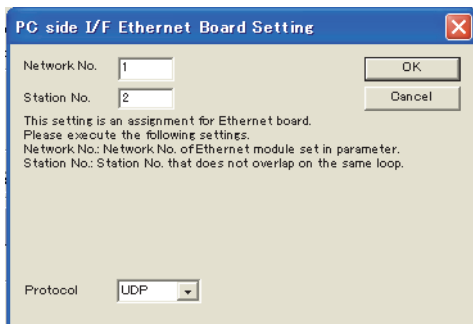 PC side I/F Ethernet Board Setting
Network No. 1
OK
Station No. 2
Cancel
This setting is an assignment for Ethernet board.
Please execute the following settings.
Network No.: Network No. of Ethernet module set in parameter.
Station No.: Station No. that does not overlap on the same loop.
Protocol UDP